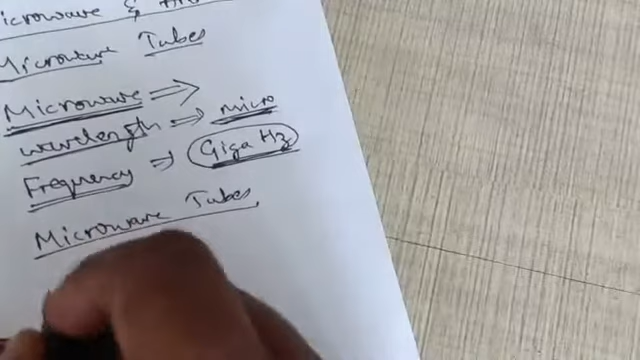 Microwave &
Microwave Tubes
Microwave ⇒
wavelength ⇒ micro
Frequency ⇒ Giga Hz
Microwave Tubes